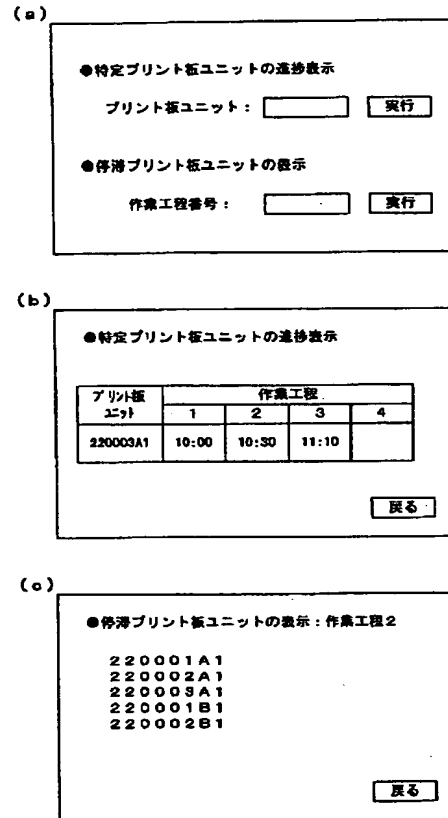 (a)
●特定プリント板ユニットの進捗表示
プリント板ユニット： 実行
●停滞プリント板ユニットの表示
作業工程番号： 実行
(b)
●特定プリント板ユニットの進捗表示
プリント板ユニット 作業工程
1 2 3 4
220003A1 10:00 10:30 11:10
戻る
(c)
●停滞プリント板ユニットの表示：作業工程2
220001A1
220002A1
220003A1
220001B1
220002B1
戻る